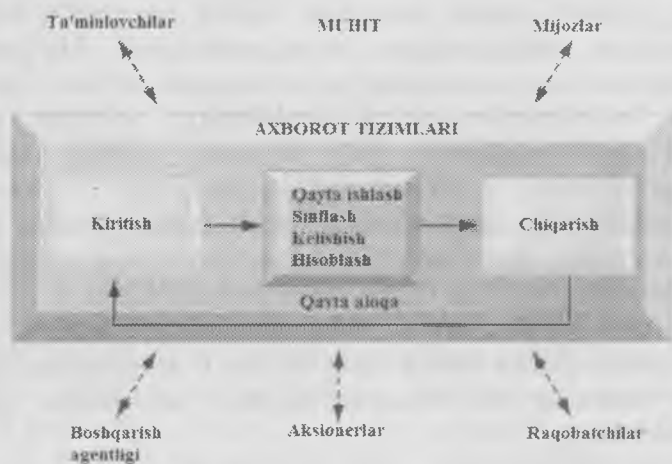 Ta'minlovchilar
MUHIT
Mijozlar
AXBOROT TIZIMLARI
Kiritish
Qayta ishlash
Sinflash
Kelishish
Hisoblash
Chiqarish
Qayta aloqa
Boshqarish
agentligi
Aksionerlar
Raqobatchilar